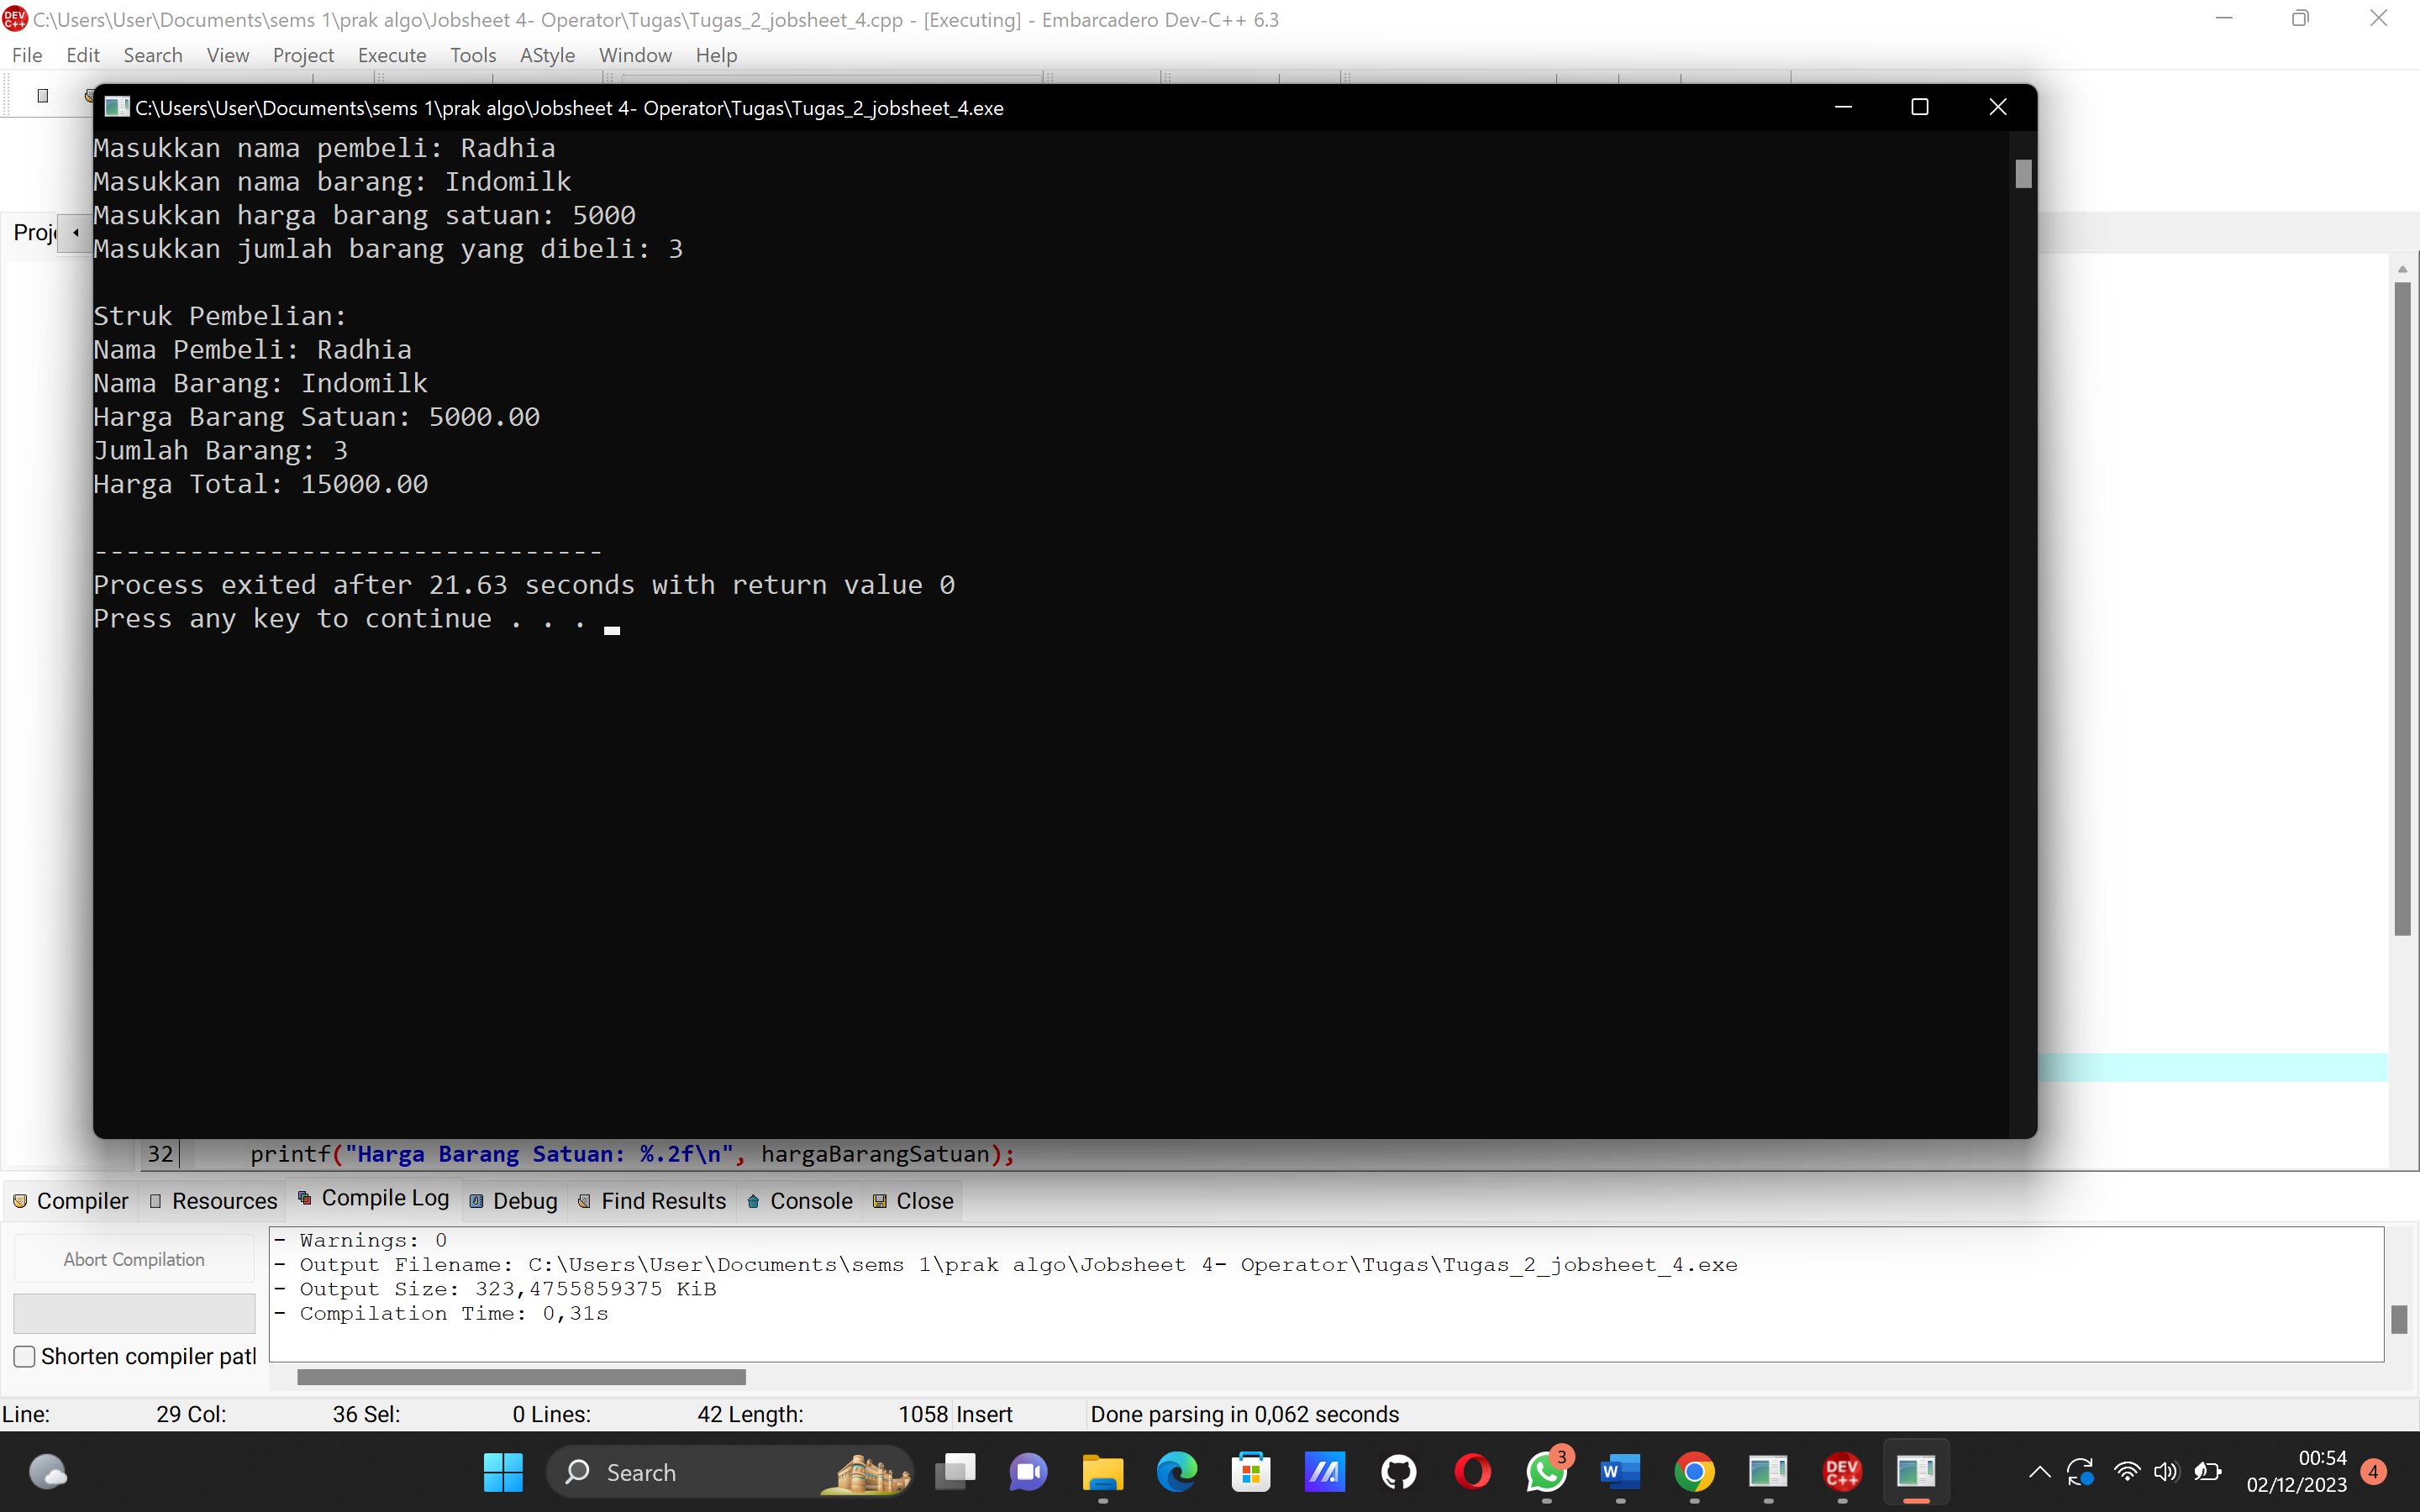 C:\Users\User\Documents\sems 1\prak algo\Jobsheet 4- Operator\Tugas\Tugas_2_jobsheet_4.cpp - [Executing] - Embarcadero Dev-C++ 6.3
File Edit Search View Project Execute Tools AStyle Window Help
C:\Users\User\Documents\sems 1\prak algo\Jobsheet 4- Operator\Tugas\Tugas_2_jobsheet_4.exe
Masukkan nama pembeli: Radhia
Masukkan nama barang: Indomilk
Masukkan harga barang satuan: 5000
Masukkan jumlah barang yang dibeli: 3
Struk Pembelian:
Nama Pembeli: Radhia
Nama Barang: Indomilk
Harga Barang Satuan: 5000.00
Jumlah Barang: 3
Harga Total: 15000.00
--------------------------------
Process exited after 21.63 seconds with return value 0
Press any key to continue . . .
32 printf("Harga Barang Satuan: %.2f\n", hargaBarangSatuan);
Compiler Resources Compile Log Debug Find Results Console Close
Abort Compilation
Shorten compiler patl
- Warnings: 0
- Output Filename: C:\Users\User\Documents\sems 1\prak algo\Jobsheet 4- Operator\Tugas\Tugas_2_jobsheet_4.exe
- Output Size: 323,4755859375 KiB
- Compilation Time: 0,31s
Line: 29 Col: 36 Sel: 0 Lines: 42 Length: 1058 Insert Done parsing in 0,062 seconds
Search
3
W
DEV C++
00:54
02/12/2023
4